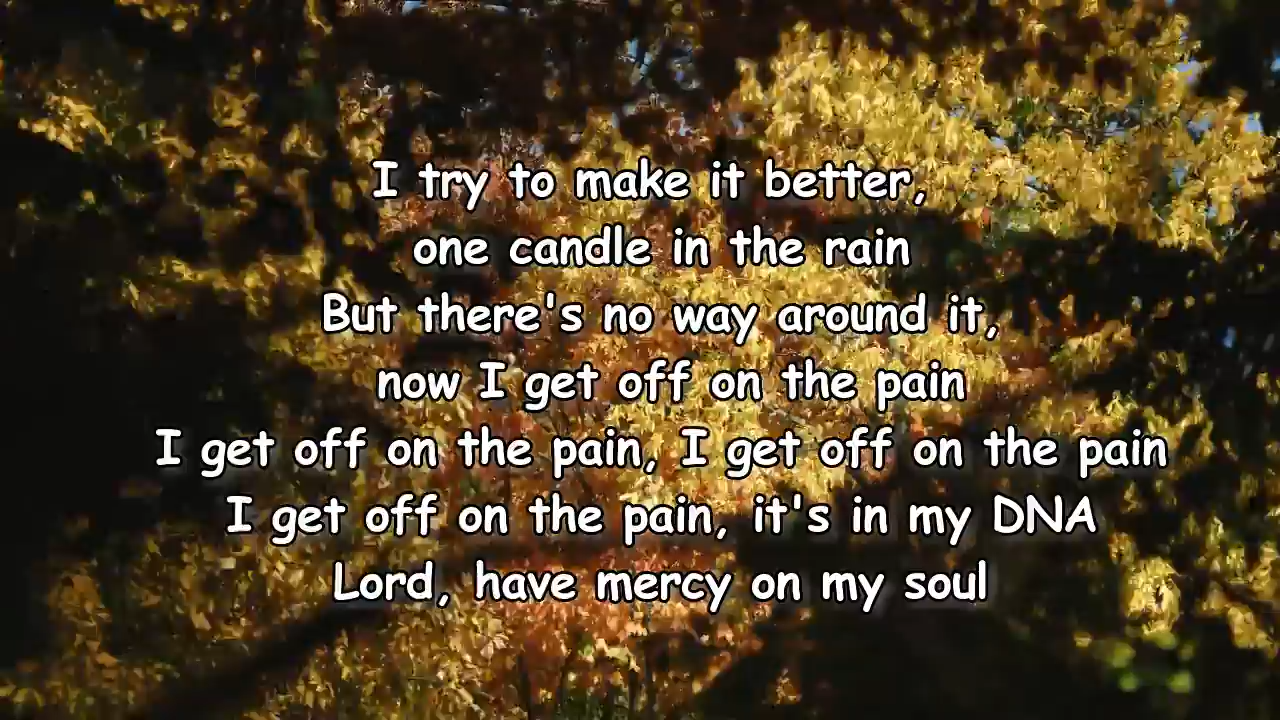 I try to make it better,
one candle in the rain
But there's no way around it,
now I get off on the pain
I get off on the pain, I get off on the pain
I get off on the pain, it's in my DNA
Lord, have mercy on my soul